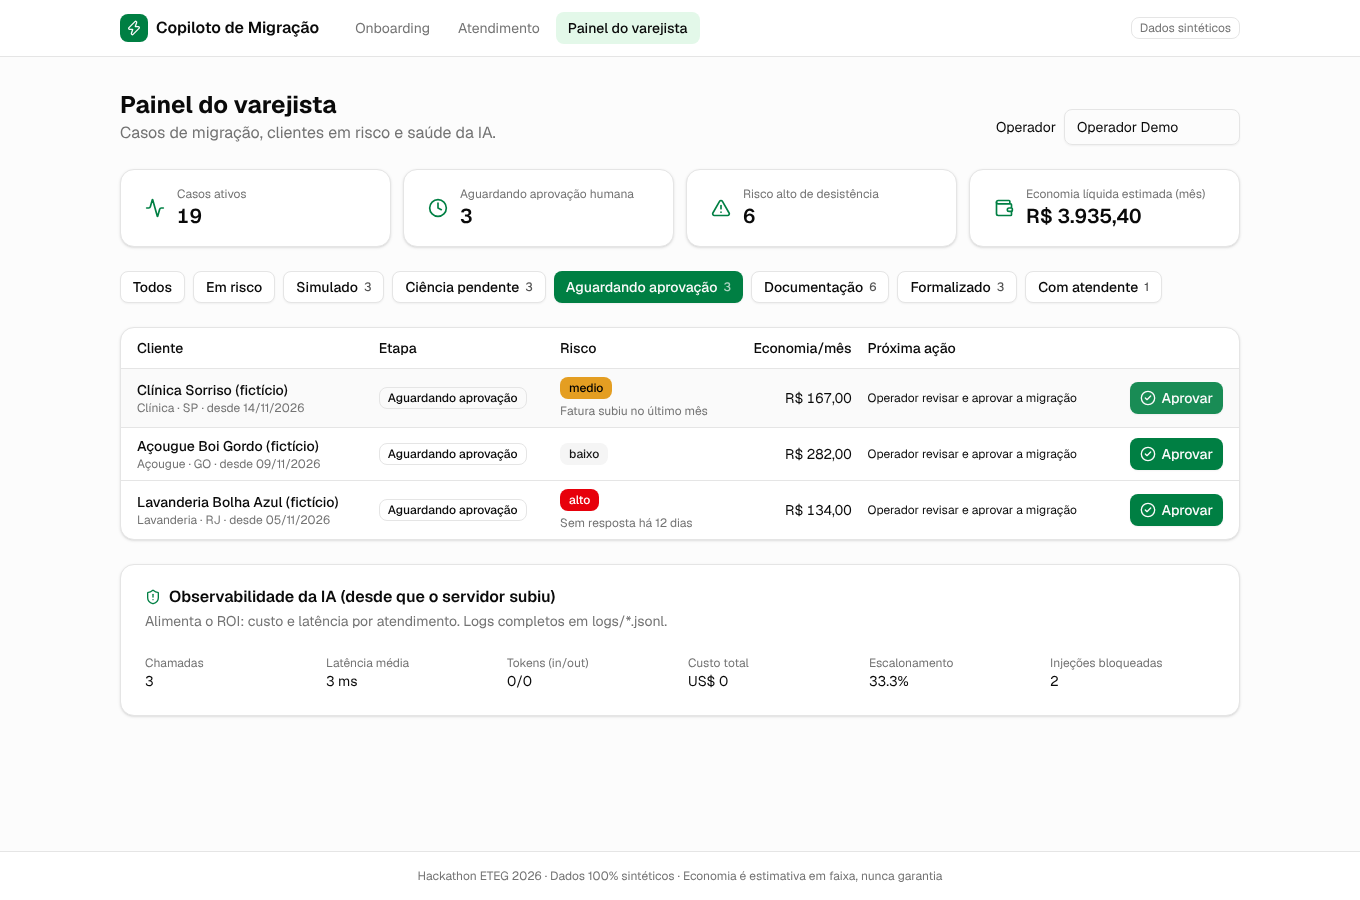 Copiloto de Migração Onboarding Atendimento Painel do varejista Dados sintéticos
Painel do varejista
Casos de migração, clientes em risco e saúde da IA.
Operador Operador Demo
Casos ativos
19
Aguardando aprovação humana
3
Risco alto de desistência
6
Economia líquida estimada (mês)
R$ 3.935,40
Todos Em risco Simulado 3 Ciência pendente 3 Aguardando aprovação 3 Documentação 6 Formalizado 3 Com atendente 1
Cliente Etapa Risco Economia/mês Próxima ação
Clínica Sorriso (fictício)
Clínica · SP · desde 14/11/2026
Aguardando aprovação
medio
Fatura subiu no último mês
R$ 167,00
Operador revisar e aprovar a migração
Aprovar
Açougue Boi Gordo (fictício)
Açougue · GO · desde 09/11/2026
Aguardando aprovação
baixo
R$ 282,00
Operador revisar e aprovar a migração
Aprovar
Lavanderia Bolha Azul (fictício)
Lavanderia · RJ · desde 05/11/2026
Aguardando aprovação
alto
Sem resposta há 12 dias
R$ 134,00
Operador revisar e aprovar a migração
Aprovar
Observabilidade da IA (desde que o servidor subiu)
Alimenta o ROI: custo e latência por atendimento. Logs completos em logs/*.jsonl.
Chamadas Latência média Tokens (in/out) Custo total Escalonamento Injeções bloqueadas
3 3 ms 0/0 US$ 0 33.3% 2
Hackathon ETEG 2026 · Dados 100% sintéticos · Economia é estimativa em faixa, nunca garantia